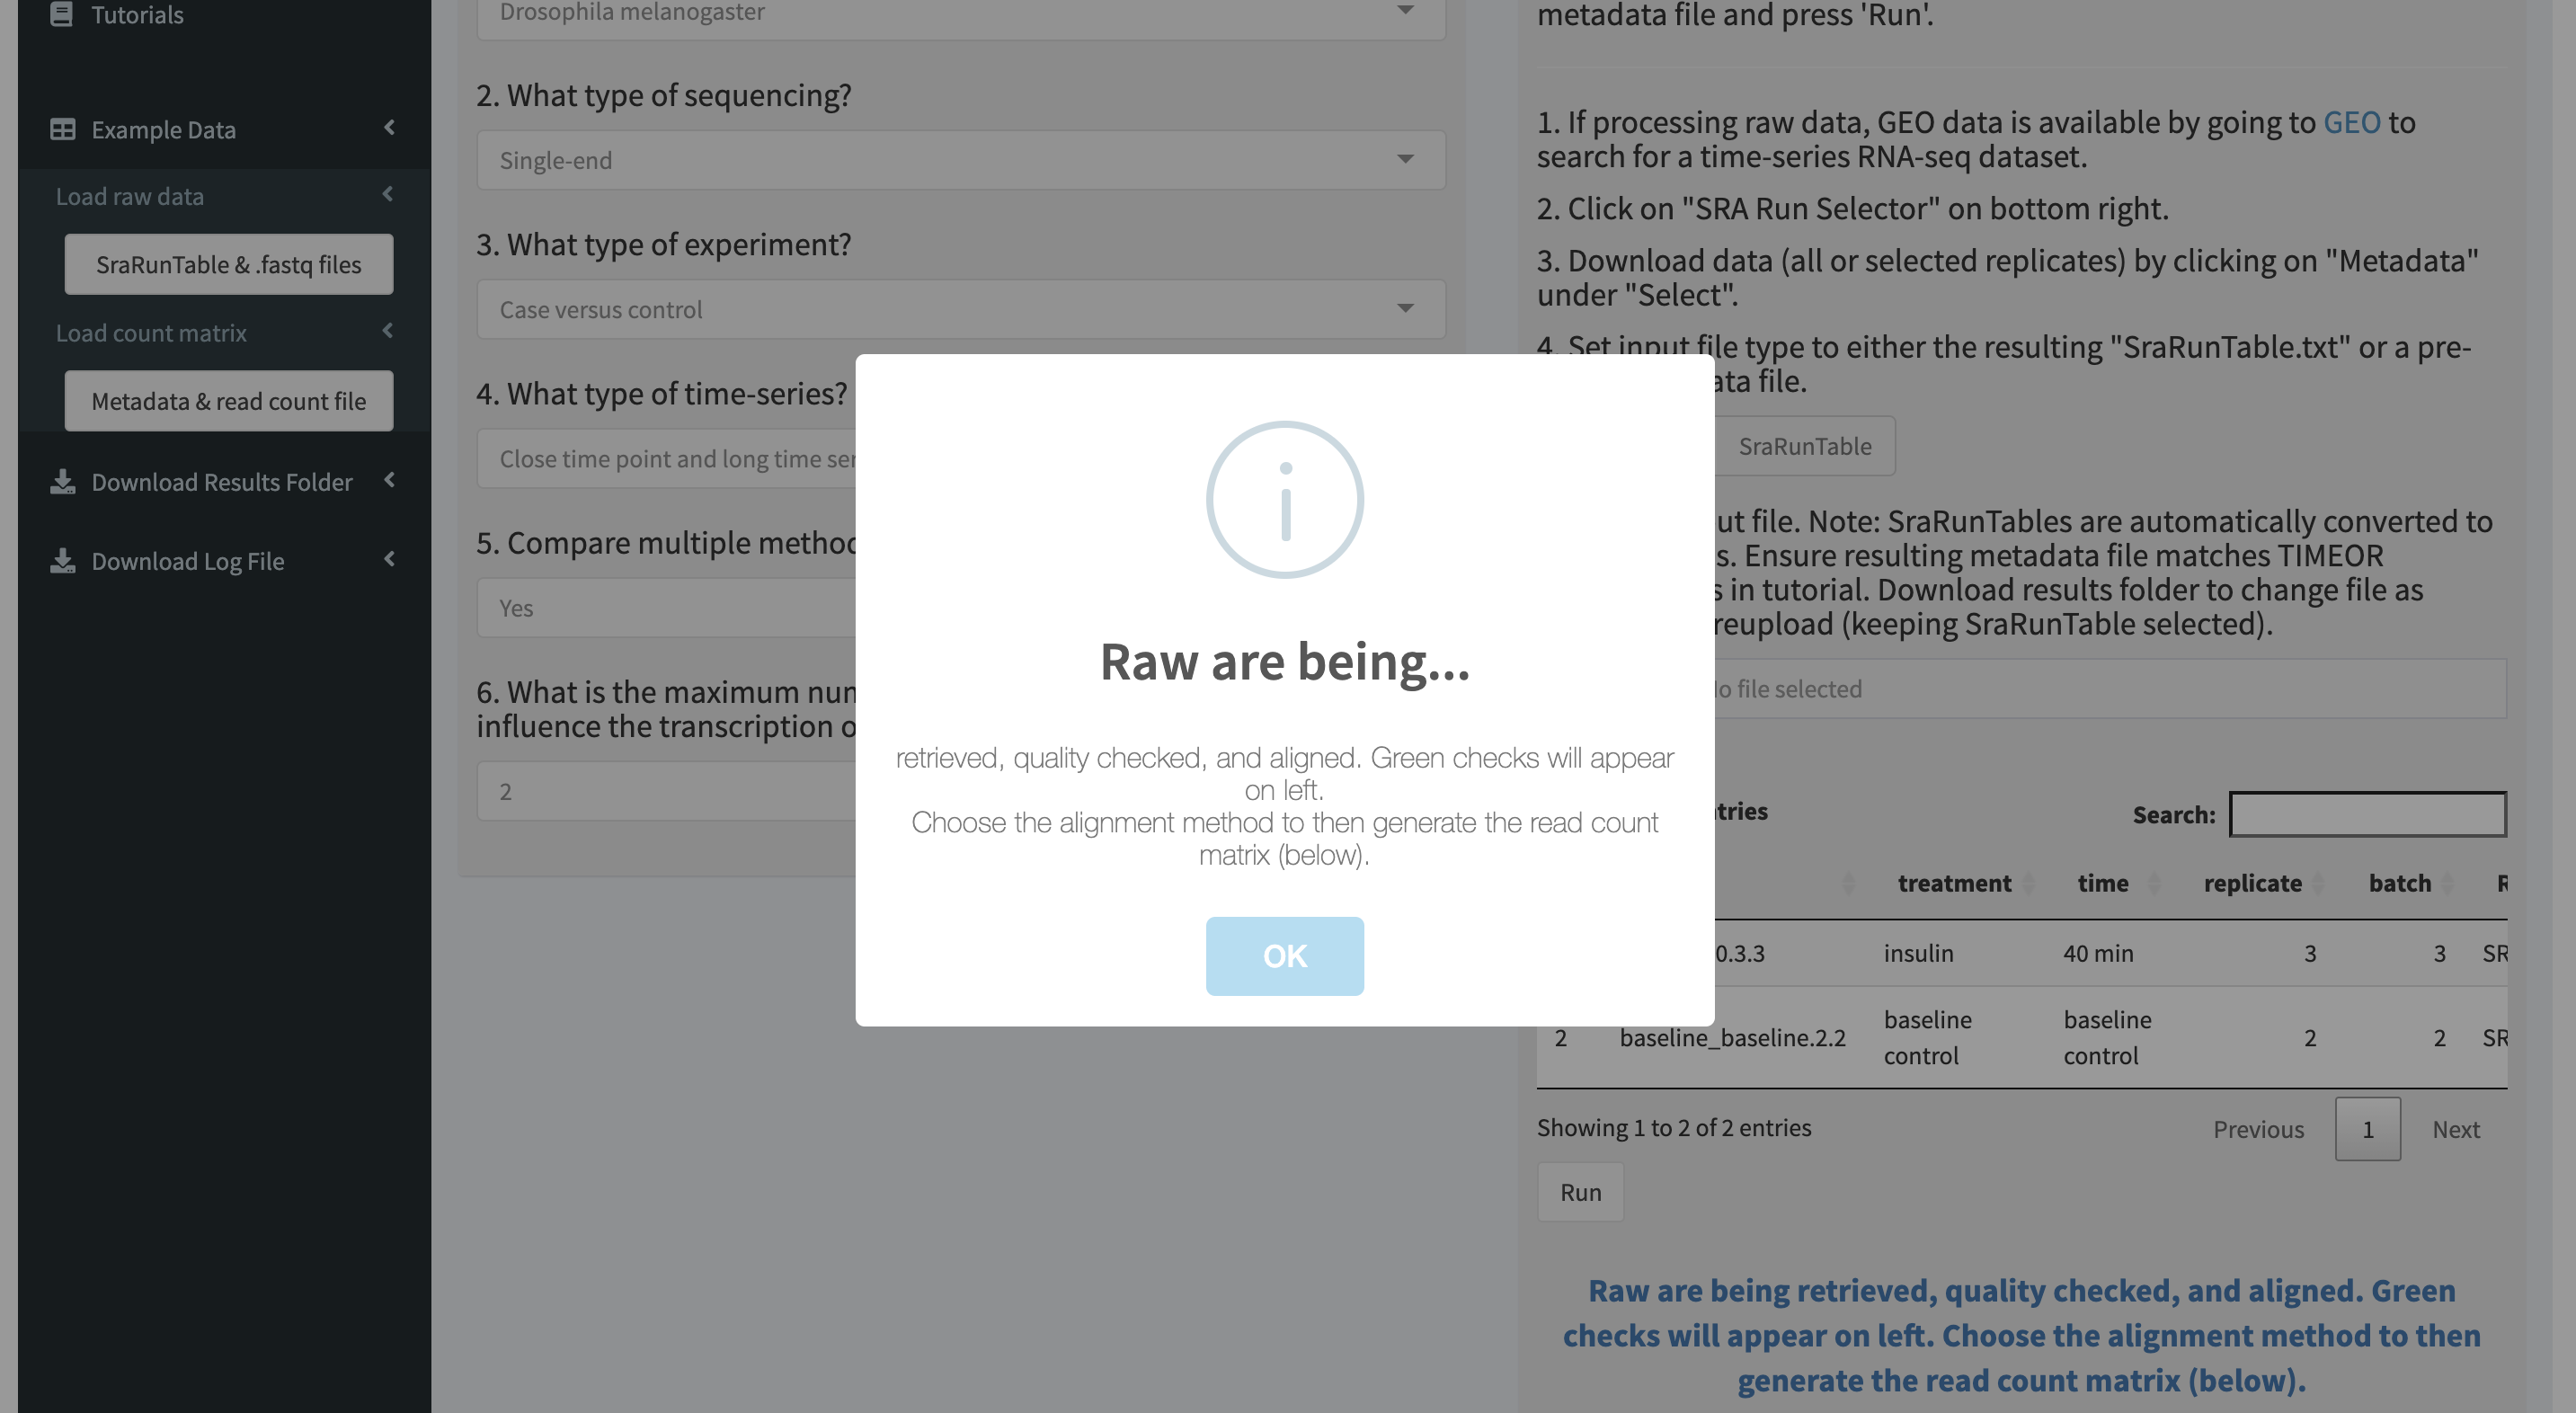 Tutorials
Example Data
Load raw data
SraRunTable & .fastq files
Load count matrix
Metadata & read count file
Download Results Folder
Download Log File
Drosophila melanogaster
2. What type of sequencing?
Single-end
3. What type of experiment?
Case versus control
4. What type of time-series?
Close time point and long time ser
5. Compare multiple method
Yes
6. What is the maximum num
influence the transcription o
2
Raw are being...
retrieved, quality checked, and aligned. Green checks will appear
on left.
Choose the alignment method to then generate the read count
matrix (below).
OK
metadata file and press 'Run'.
1. If processing raw data, GEO data is available by going to GEO to
search for a time-series RNA-seq dataset.
2. Click on "SRA Run Selector" on bottom right.
3. Download data (all or selected replicates) by clicking on "Metadata"
under "Select".
4. Set input file type to either the resulting "SraRunTable.txt" or a pre-
ata file.
SraRunTable
ut file. Note: SraRunTables are automatically converted to
s. Ensure resulting metadata file matches TIMEOR
s in tutorial. Download results folder to change file as
reupload (keeping SraRunTable selected).
o file selected
tries
Search:
treatment time replicate batch R
0.3.3 insulin 40 min 3 3 SR
2 baseline_baseline.2.2 baseline control baseline control 2 2 SR
Showing 1 to 2 of 2 entries
Previous 1 Next
Run
Raw are being retrieved, quality checked, and aligned. Green
checks will appear on left. Choose the alignment method to then
generate the read count matrix (below).